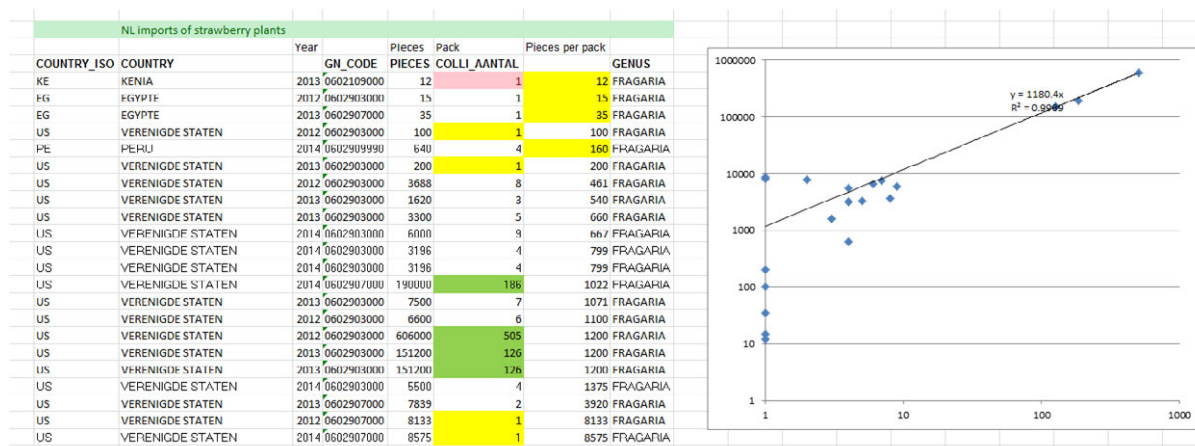 NL imports of strawberry plants
Year Pieces Pack Pieces per pack
COUNTRY_ISO COUNTRY GN_CODE PIECES COLLI_AANTAL GENUS
KE KENIA 2013 0602109000 12 1 12 FRAGARIA
EG EGYPTE 2012 0602903000 15 1 15 FRAGARIA
EG EGYPTE 2013 0602907000 35 1 35 FRAGARIA
US VERENIGDE STATEN 2012 0602903000 100 1 100 FRAGARIA
PE PERU 2014 0602909990 640 4 160 FRAGARIA
US VERENIGDE STATEN 2013 0602903000 200 1 200 FRAGARIA
US VERENIGDE STATEN 2012 0602903000 3688 8 461 FRAGARIA
US VERENIGDE STATEN 2013 0602903000 1620 3 540 FRAGARIA
US VERENIGDE STATEN 2012 0602903000 3300 5 660 FRAGARIA
US VERENIGDE STATEN 2014 0602903000 6000 9 667 FRAGARIA
US VERENIGDE STATEN 2014 0602903000 3196 4 799 FRAGARIA
US VERENIGDE STATEN 2014 0602903000 3196 4 799 FRAGARIA
US VERENIGDE STATEN 2014 0602907000 190000 186 1022 FRAGARIA
US VERENIGDE STATEN 2013 0602903000 7500 7 1071 FRAGARIA
US VERENIGDE STATEN 2012 0602903000 6600 6 1100 FRAGARIA
US VERENIGDE STATEN 2012 0602903000 606000 505 1200 FRAGARIA
US VERENIGDE STATEN 2013 0602903000 151200 126 1200 FRAGARIA
US VERENIGDE STATEN 2013 0602903000 151200 126 1200 FRAGARIA
US VERENIGDE STATEN 2014 0602903000 5500 4 1375 FRAGARIA
US VERENIGDE STATEN 2013 0602907000 7839 2 3920 FRAGARIA
US VERENIGDE STATEN 2012 0602907000 8133 1 8133 FRAGARIA
US VERENIGDE STATEN 2014 0602907000 8575 1 8575 FRAGARIA
1000000
100000
10000
1000
100
10
1
y = 1180.4x
1 10 100 1000